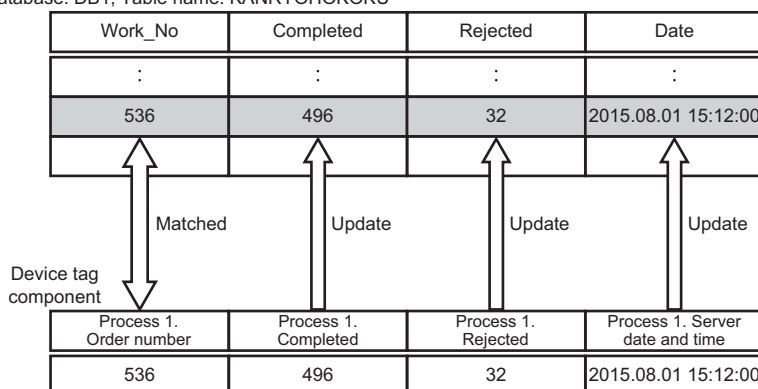 Database: DB1, Table name: KANRYOHOKOKU
Work_No Completed Rejected Date
: : : :
536 496 32 2015.08.01 15:12:00
Matched Update Update Update
Device tag
component
Process 1. Process 1. Process 1. Process 1. Server
Order number Completed Rejected date and time
536 496 32 2015.08.01 15:12:00